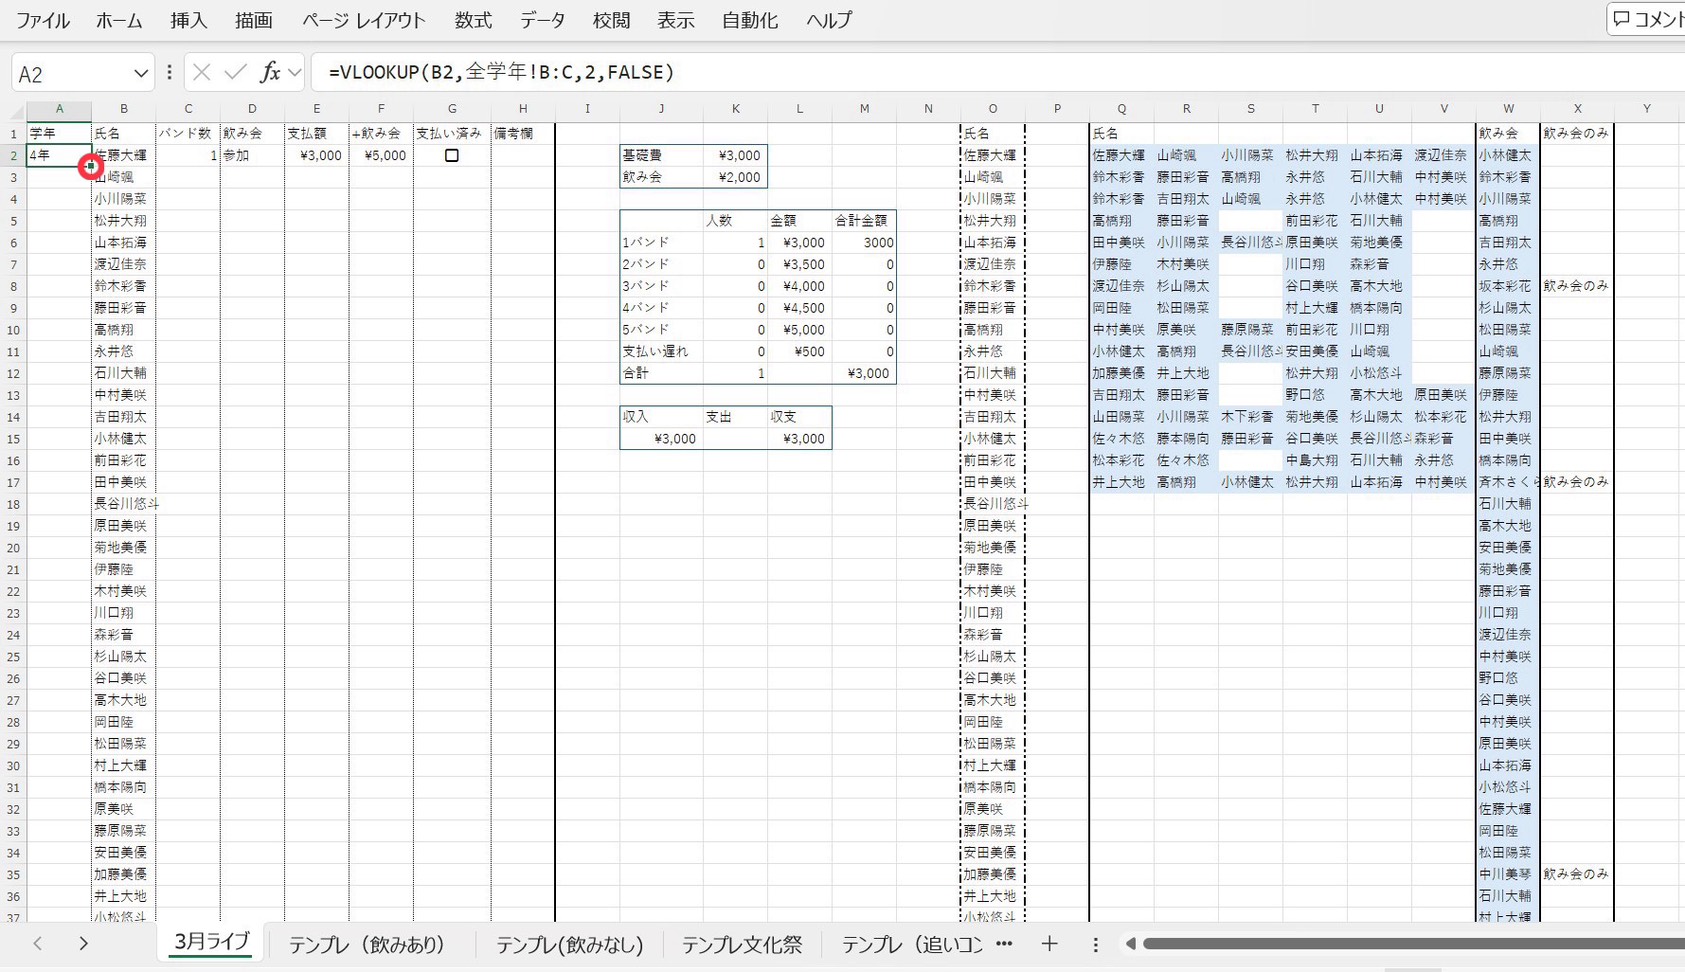 ファイル ホーム 挿入 描画 ページ レイアウト 数式 データ 校閲 表示 自動化 ヘルプ コメント
A2 fx =VLOOKUP(B2,全学年!B:C,2,FALSE)
A B C D E F G H I J K L M N O P Q R S T U V W X Y
1 学年 氏名 バンド数 飲み会 支払額 +飲み会 支払い済み 備考欄 氏名 氏名 飲み会 飲み会のみ
2 4年 佐藤大輝 1 参加 ¥3,000 ¥5,000 基礎費 ¥3,000 佐藤大輝 佐藤大輝 山崎颯 小川陽菜 松井大翔 山本拓海 渡辺佳奈 小林健太
3 山崎颯 飲み会 ¥2,000 山崎颯 鈴木彩香 藤田彩音 高橋翔 永井悠 石川大輔 中村美咲 鈴木彩香
4 小川陽菜 小川陽菜 鈴木彩香 吉田翔太 山崎颯 永井悠 小林健太 中村美咲 小川陽菜
5 松井大翔 人数 金額 合計金額 松井大翔 高橋翔 藤田彩音 前田彩花 石川大輔 高橋翔
6 山本拓海 1バンド 1 ¥3,000 3000 山本拓海 田中美咲 小川陽菜 長谷川悠斗 原田美咲 菊地美優 吉田翔太
7 渡辺佳奈 2バンド 0 ¥3,500 0 渡辺佳奈 伊藤陸 木村美咲 川口翔 森彩音 永井悠
8 鈴木彩香 3バンド 0 ¥4,000 0 鈴木彩香 渡辺佳奈 杉山陽太 谷口美咲 高木大地 坂本彩花 飲み会のみ
9 藤田彩音 4バンド 0 ¥4,500 0 藤田彩音 岡田陸 松田陽菜 村上大輝 橋本陽向 杉山陽太
10 高橋翔 5バンド 0 ¥5,000 0 高橋翔 中村美咲 原美咲 藤原陽菜 前田彩花 川口翔 松田陽菜
11 永井悠 支払い遅れ 0 ¥500 0 永井悠 小林健太 高橋翔 長谷川悠斗 安田美優 山崎颯 山崎颯
12 石川大輔 合計 1 ¥3,000 石川大輔 加藤美優 井上大地 松井大翔 小松悠斗 藤原陽菜
13 中村美咲 中村美咲 吉田翔太 藤田彩音 野口悠 高木大地 原田美咲 伊藤陸
14 吉田翔太 収入 支出 収支 吉田翔太 山田陽菜 小川陽菜 木下彩香 菊地美優 杉山陽太 松本彩花 松井大翔
15 小林健太 ¥3,000 ¥3,000 小林健太 佐々木悠 藤本陽向 藤田彩音 谷口美咲 長谷川悠斗 森彩音 田中美咲
16 前田彩花 前田彩花 松本彩花 佐々木悠 中島大翔 石川大輔 永井悠 橋本陽向
17 田中美咲 田中美咲 井上大地 高橋翔 小林健太 松井大翔 山本拓海 中村美咲 斉木さくら 飲み会のみ
18 長谷川悠斗 長谷川悠斗 石川大輔
19 原田美咲 原田美咲 高木大地
20 菊地美優 菊地美優 安田美優
21 伊藤陸 伊藤陸 菊地美優
22 木村美咲 木村美咲 藤田彩音
23 川口翔 川口翔 川口翔
24 森彩音 森彩音 渡辺佳奈
25 杉山陽太 杉山陽太 中村美咲
26 谷口美咲 谷口美咲 野口悠
27 高木大地 高木大地 谷口美咲
28 岡田陸 岡田陸 中村美咲
29 松田陽菜 松田陽菜 原田美咲
30 村上大輝 村上大輝 山本拓海
31 橋本陽向 橋本陽向 小松悠斗
32 原美咲 原美咲 佐藤大輝
33 藤原陽菜 藤原陽菜 岡田陸
34 安田美優 安田美優 松田陽菜
35 加藤美優 加藤美優 中川美琴 飲み会のみ
36 井上大地 井上大地 石川大輔
37 小松悠斗 小松悠斗 村上大輝
3月ライブ テンプレ（飲みあり） テンプレ(飲みなし) テンプレ文化祭 テンプレ（追いコン